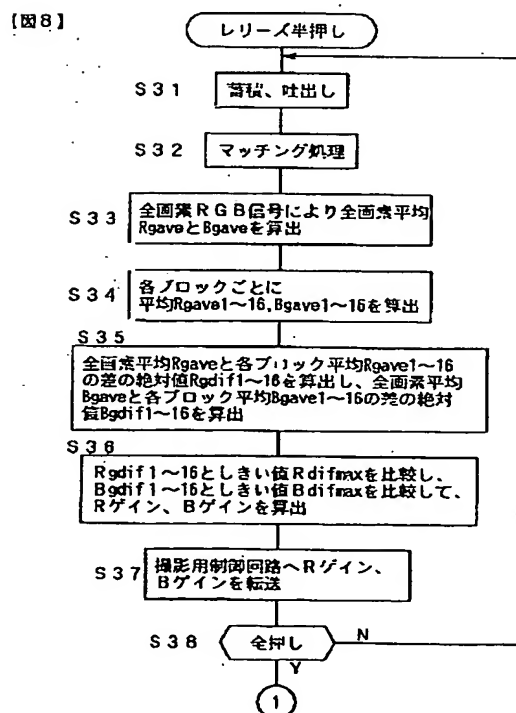 【図8】
レリーズ半押し
S31
蓄積、吐出し
S32
マッチング処理
S33
全画素RGB信号により全画素平均
RgaveとBgaveを算出
S34
各ブロックごとに
平均Rgave1～16,Bgave1～16を算出
S35
全画素平均Rgaveと各ブロック平均Rgave1～16
の差の絶対値Rgdif1～16を算出し、全画素平均
Bgaveと各ブロック平均Bgave1～16の差の絶対
値Bgdif1～16を算出
S36
Rgdif1～16としきい値Rdifmaxを比較し、
Bgdif1～16としきい値Bdifmaxを比較して、
Rゲイン、Bゲインを算出
S37
撮影用制御回路へRゲイン、
Bゲインを転送
S38
全押し
N
Y
1